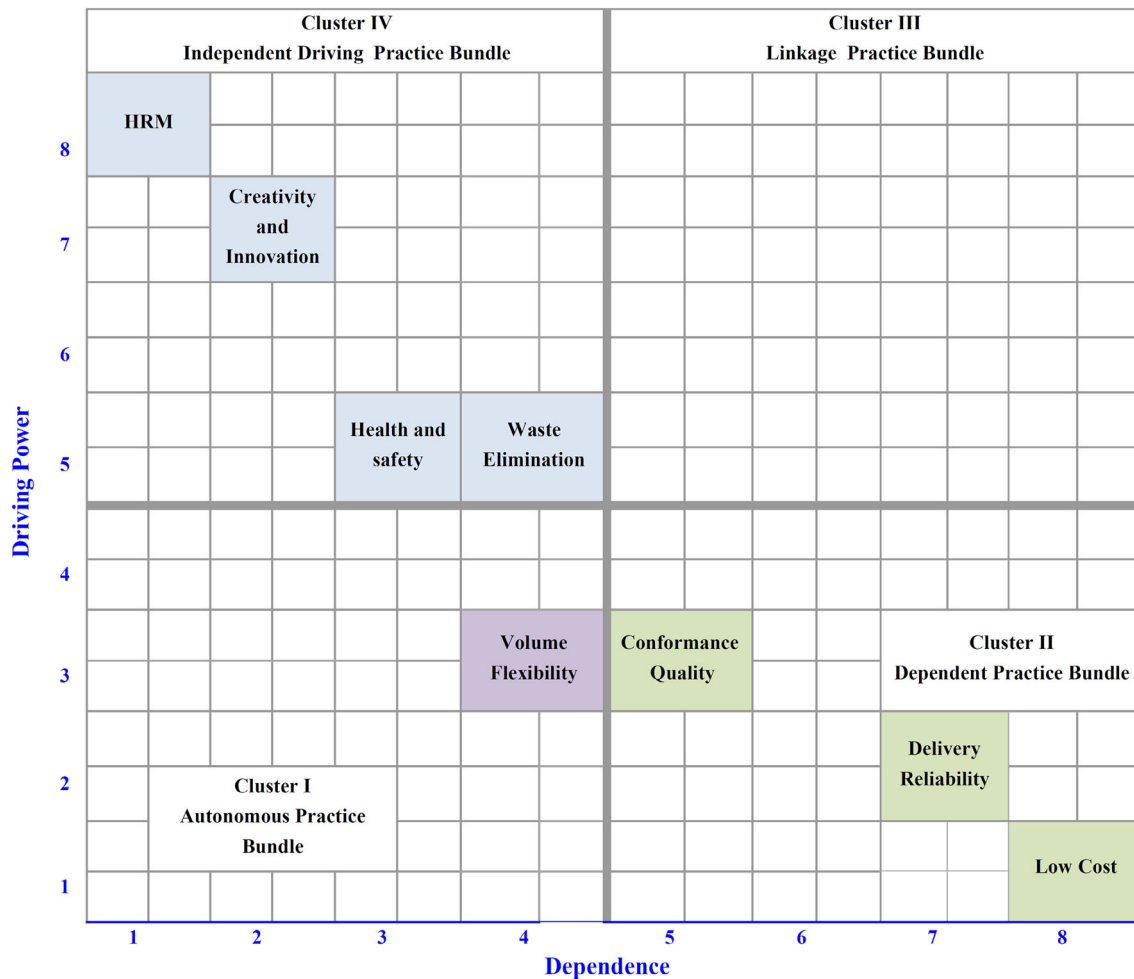 Cluster IV
Independent Driving Practice Bundle
Cluster III
Linkage Practice Bundle
HRM
8
Creativity
and
Innovation
7
6
Health and
safety
Waste
Elimination
5
Driving Power
4
Volume
Flexibility
Conformance
Quality
Cluster II
Dependent Practice Bundle
3
Delivery
Reliability
2
Cluster I
Autonomous Practice
Bundle
Low Cost
1
1 2 3 4 5 6 7 8
Dependence